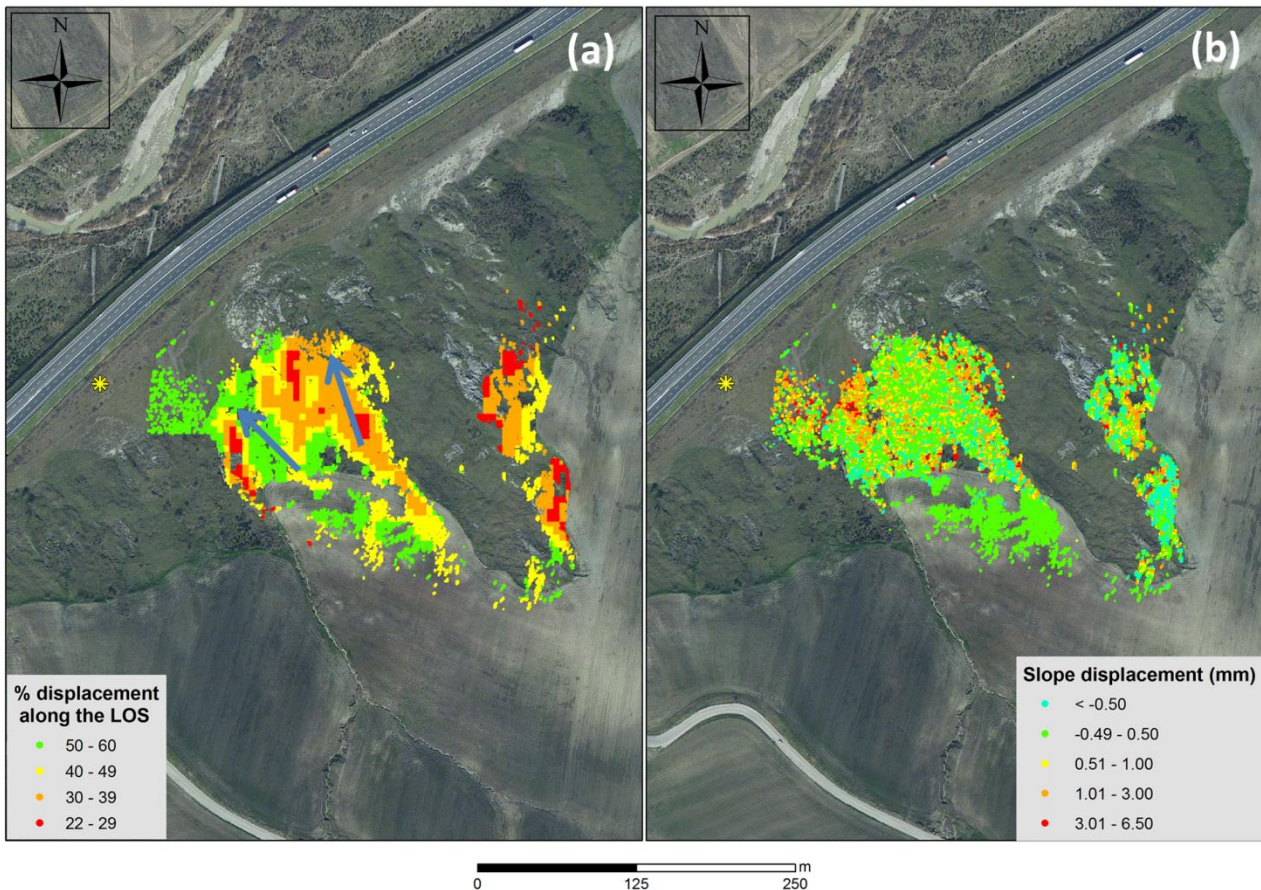 N
(a)
% displacement
along the LOS
50 - 60
40 - 49
30 - 39
22 - 29
N
(b)
Slope displacement (mm)
< -0.50
-0.49 - 0.50
0.51 - 1.00
1.01 - 3.00
3.01 - 6.50
m
0 125 250